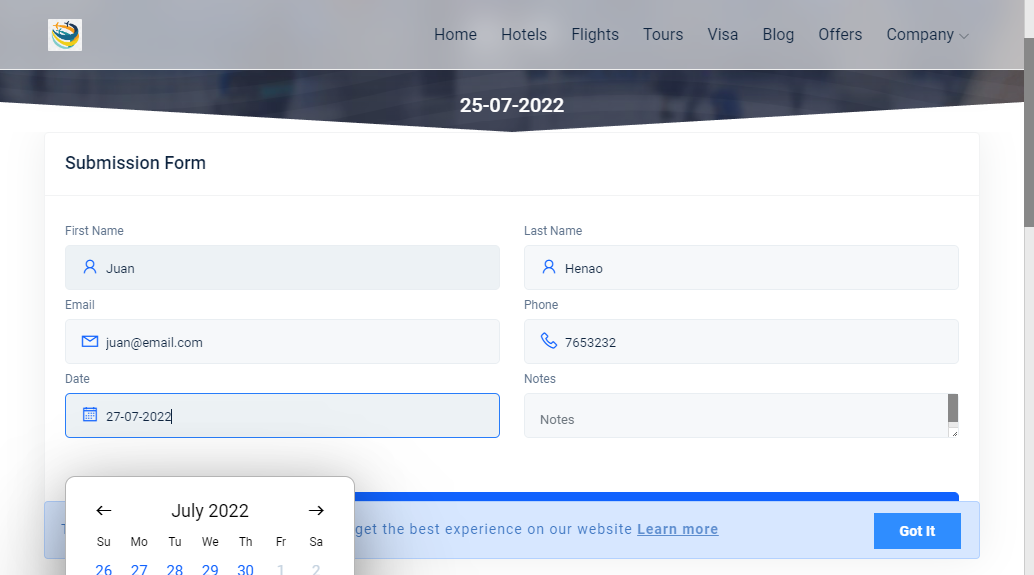 Home Hotels Flights Tours Visa Blog Offers Company
25-07-2022
Submission Form
First Name
Last Name
Juan
Henao
Email
Phone
juan@email.com
7653232
Date
Notes
27-07-2022
Notes
July 2022
get the best experience on our website Learn more
Got It
Su Mo Tu We Th Fr Sa
26 27 28 29 30 1 2